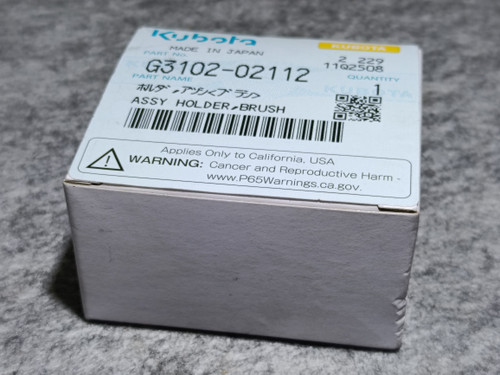 Kubota
KUBOTA
MADE IN JAPAN
PART NO.
2 229
G3102-02112
11Q2508
PART NAME
QUANTITY
ホルダ,アッシ<ブラシ>
1
ASSY HOLDER,BRUSH
Applies Only to California, USA
WARNING: Cancer and Reproductive Harm -
www.P65Warnings.ca.gov.